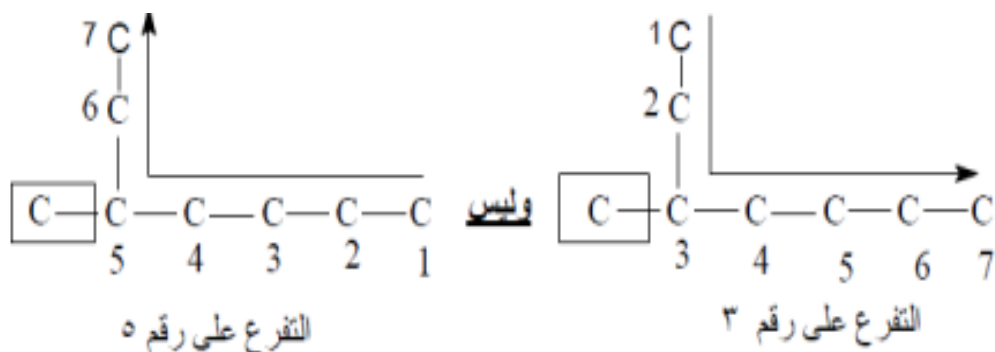 1 C
2 C
C C C C C C
3 4 5 6 7
التفرع على رقم ٣
وليس
7 C
6 C
C C C C C C
5 4 3 2 1
التفرع على رقم ٥